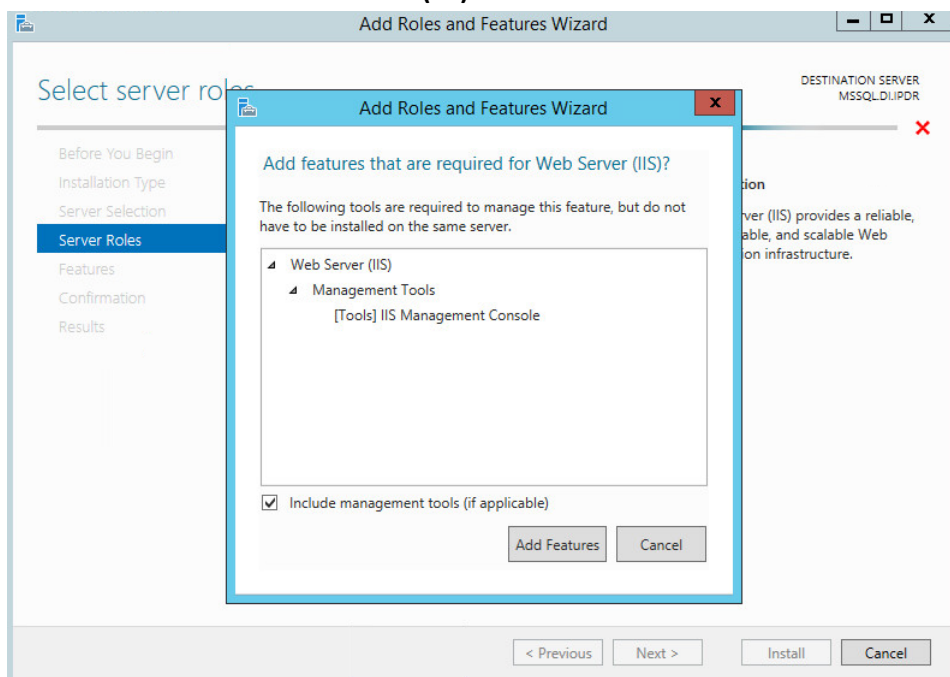 Add Roles and Features Wizard
Select server roles
DESTINATION SERVER
MSSQL.DI.IPDR
Before You Begin
Installation Type
Server Selection
Server Roles
Features
Confirmation
Results
Add Roles and Features Wizard
Add features that are required for Web Server (IIS)?
The following tools are required to manage this feature, but do not
have to be installed on the same server.
Web Server (IIS)
Management Tools
[Tools] IIS Management Console
Include management tools (if applicable)
Add Features
Cancel
tion
ver (IIS) provides a reliable,
able, and scalable Web
ion infrastructure.
< Previous
Next >
Install
Cancel